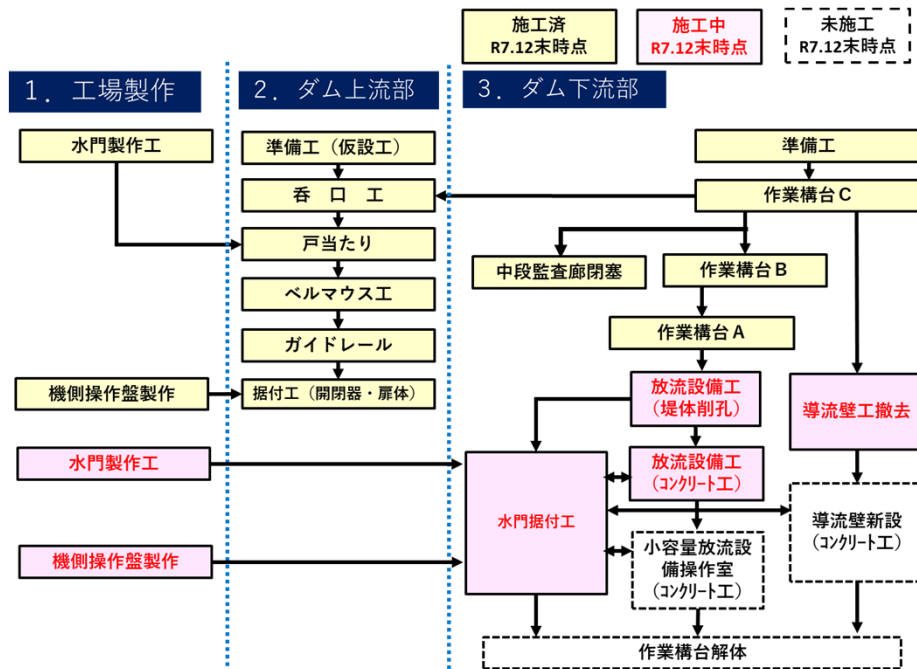 施工済
R7.12末時点
施工中
R7.12末時点
未施工
R7.12末時点
1．工場製作
2．ダム上流部
3．ダム下流部
水門製作工
機側操作盤製作
水門製作工
機側操作盤製作
準備工（仮設工）
呑　口　工
戸当たり
ベルマウス工
ガイドレール
据付工（開閉器・扉体）
準備工
作業構台C
中段監査廊閉塞
作業構台B
作業構台A
放流設備工
（堤体削孔）
導流壁工撤去
放流設備工
（ｺﾝｸﾘｰﾄ工）
水門据付工
小容量放流設
備操作室
（ｺﾝｸﾘｰﾄ工）
導流壁新設
（ｺﾝｸﾘｰﾄ工）
作業構台解体